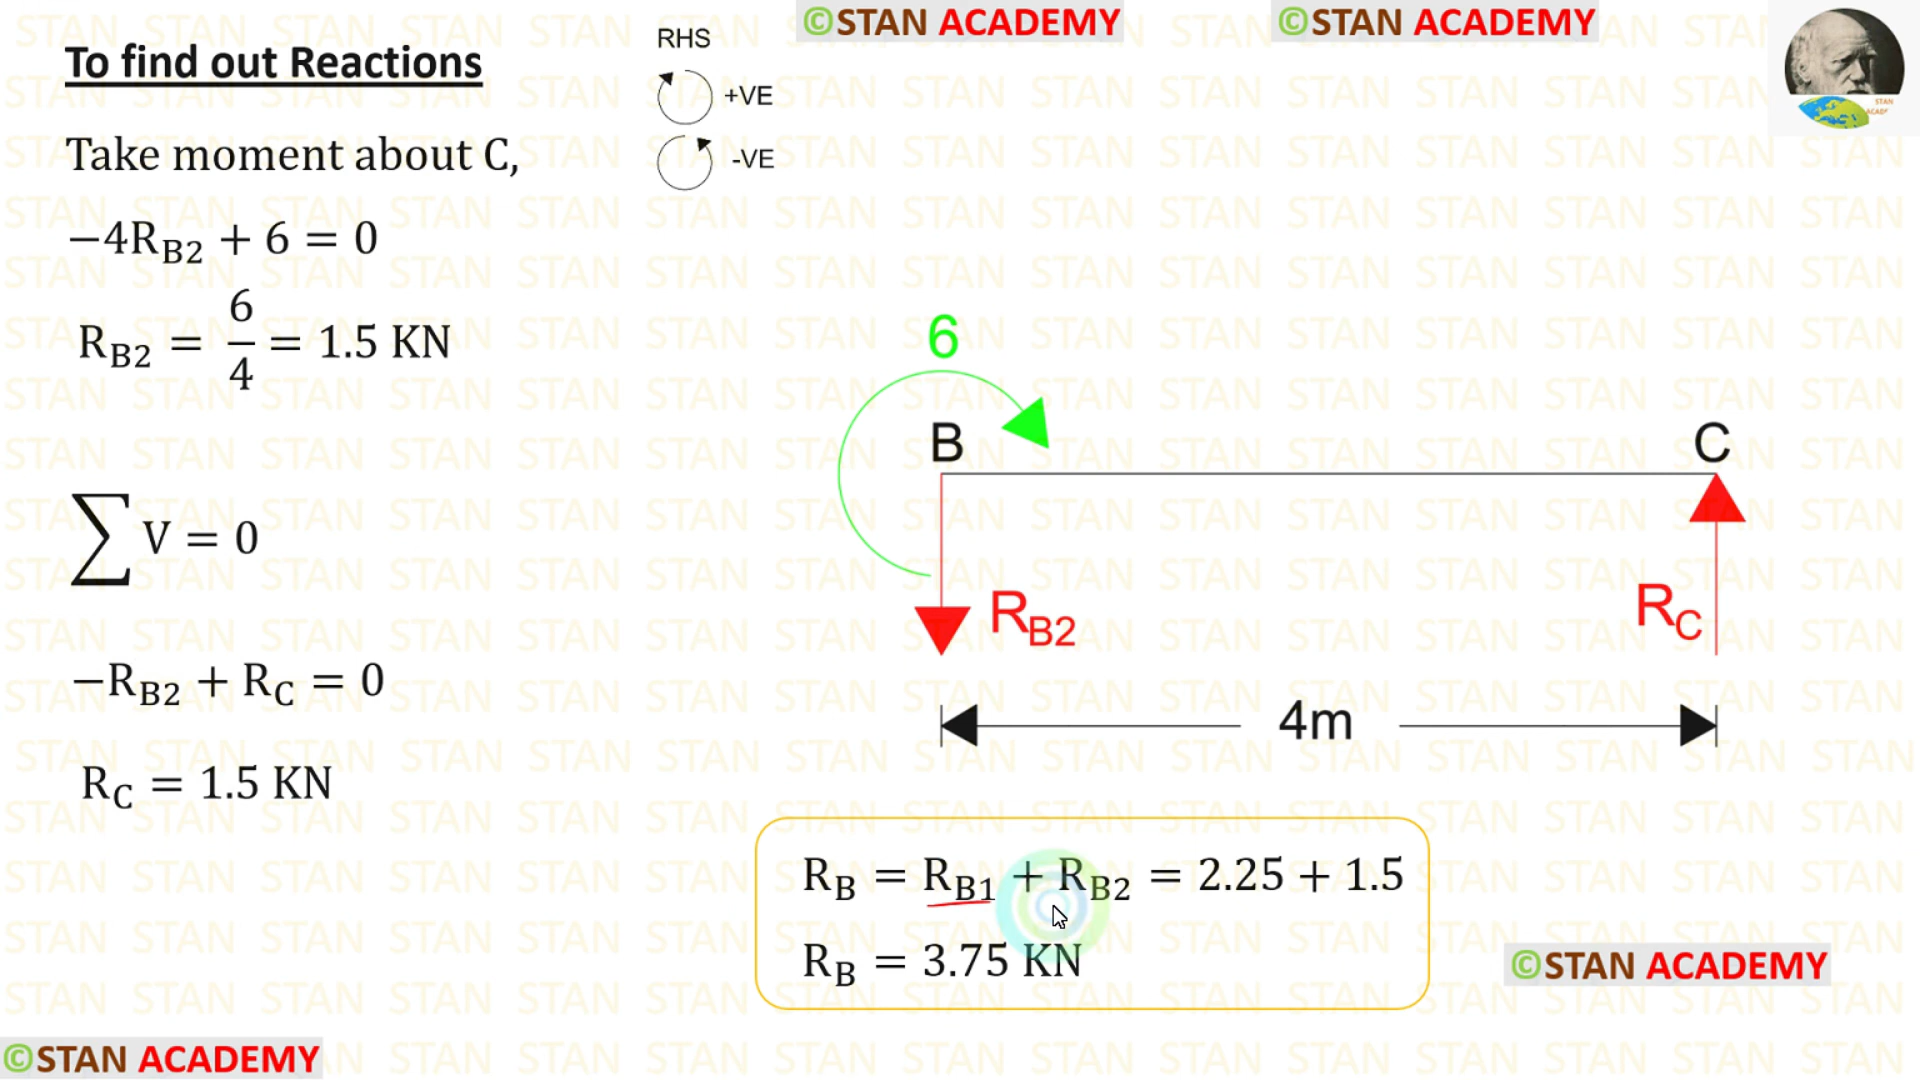 ©STAN ACADEMY ©STAN ACADEMY
To find out Reactions
RHS
+VE
-VE
STAN
Take moment about C,
−4R_B2 + 6 = 0
R_B2 = 6/4 = 1.5 KN
∑ V = 0
−R_B2 + R_C = 0
R_C = 1.5 KN
6
B
C
R_B2
R_C
4m
R_B = R_B1 + R_B2 = 2.25 + 1.5
R_B = 3.75 KN
©STAN ACADEMY
©STAN ACADEMY